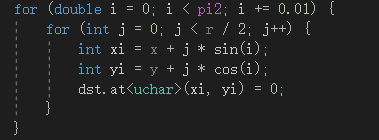 for (double i = 0; i < pi2; i += 0.01) {
for (int j = 0; j < r / 2; j++) {
int xi = x + j * sin(i);
int yi = y + j * cos(i);
dst.at<uchar>(xi, yi) = 0;
}
}